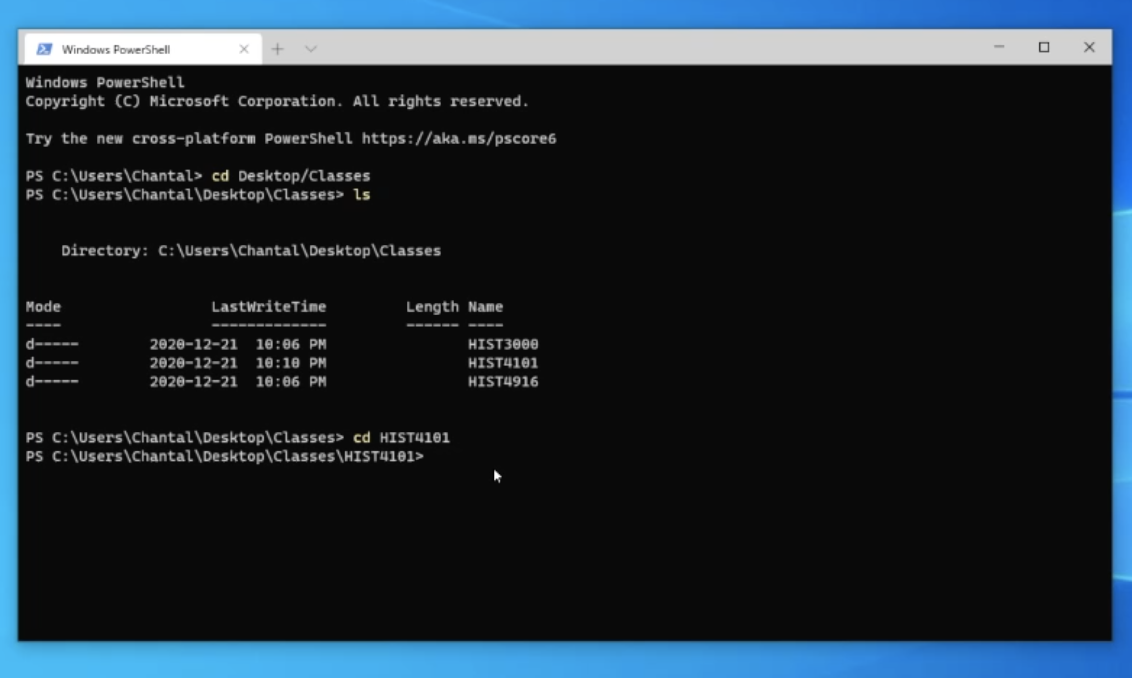 Windows PowerShell
Windows PowerShell
Copyright (C) Microsoft Corporation. All rights reserved.
Try the new cross-platform PowerShell https://aka.ms/pscore6
PS C:\Users\Chantal> cd Desktop/Classes
PS C:\Users\Chantal\Desktop\Classes> ls
Directory: C:\Users\Chantal\Desktop\Classes
Mode LastWriteTime Length Name
---- ------------- ------ ----
d----- 2020-12-21 10:06 PM HIST3000
d----- 2020-12-21 10:10 PM HIST4101
d----- 2020-12-21 10:06 PM HIST4916
PS C:\Users\Chantal\Desktop\Classes> cd HIST4101
PS C:\Users\Chantal\Desktop\Classes\HIST4101>